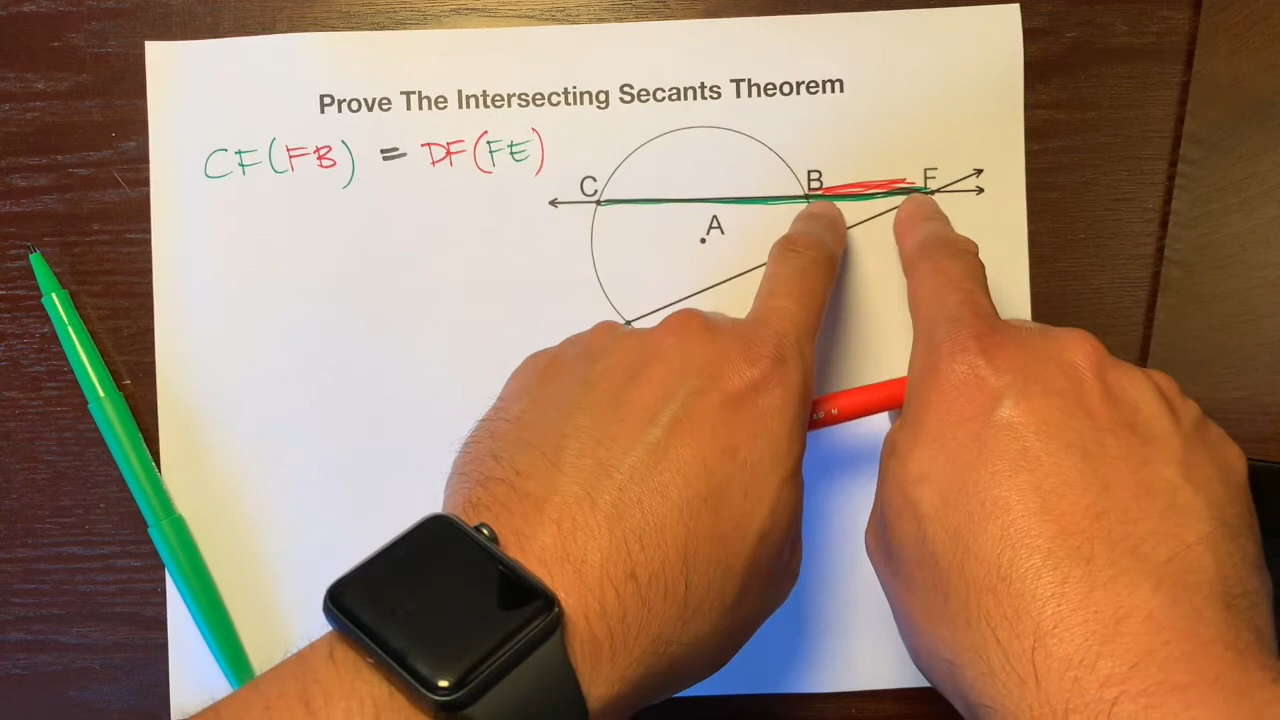 Prove The Intersecting Secants Theorem
CF(FB) = DF(FE)
C
B
F
A